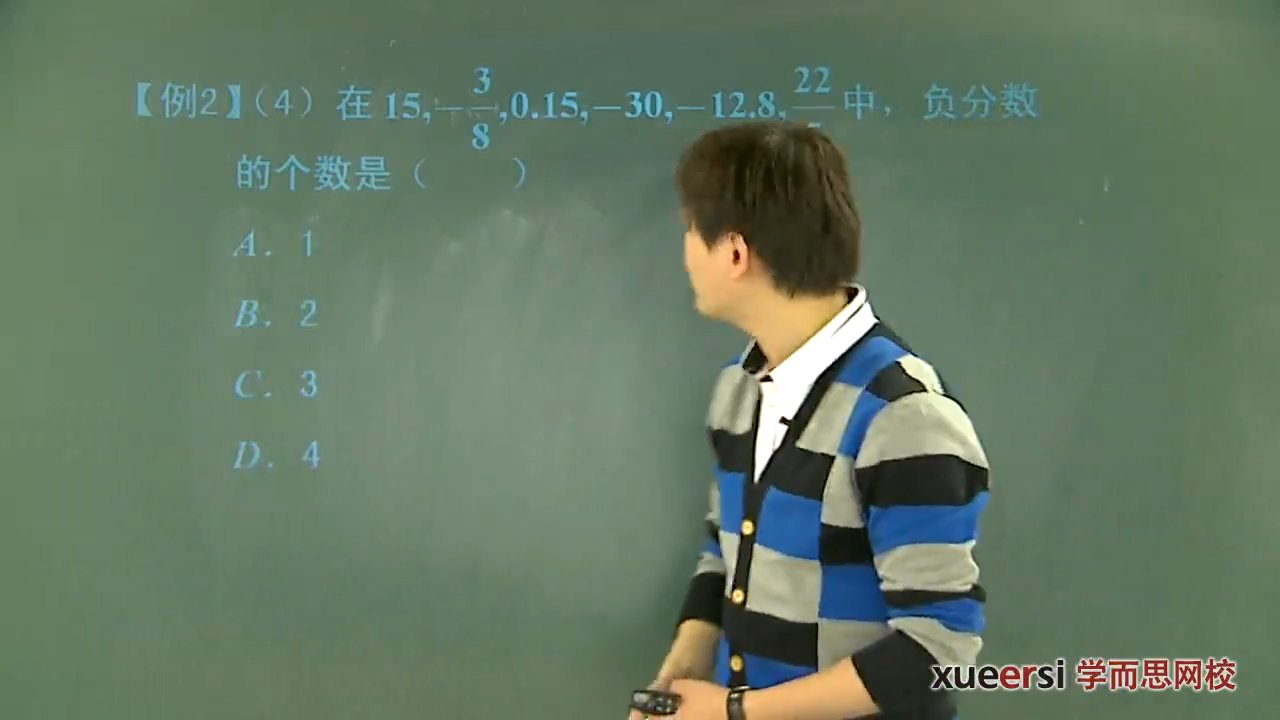 【例2】（4）在 15,-3/8,0.15,-30,-12.8,22/ 中，负分数
的个数是（ ）
A. 1
B. 2
C. 3
D. 4
xueersi 学而思网校